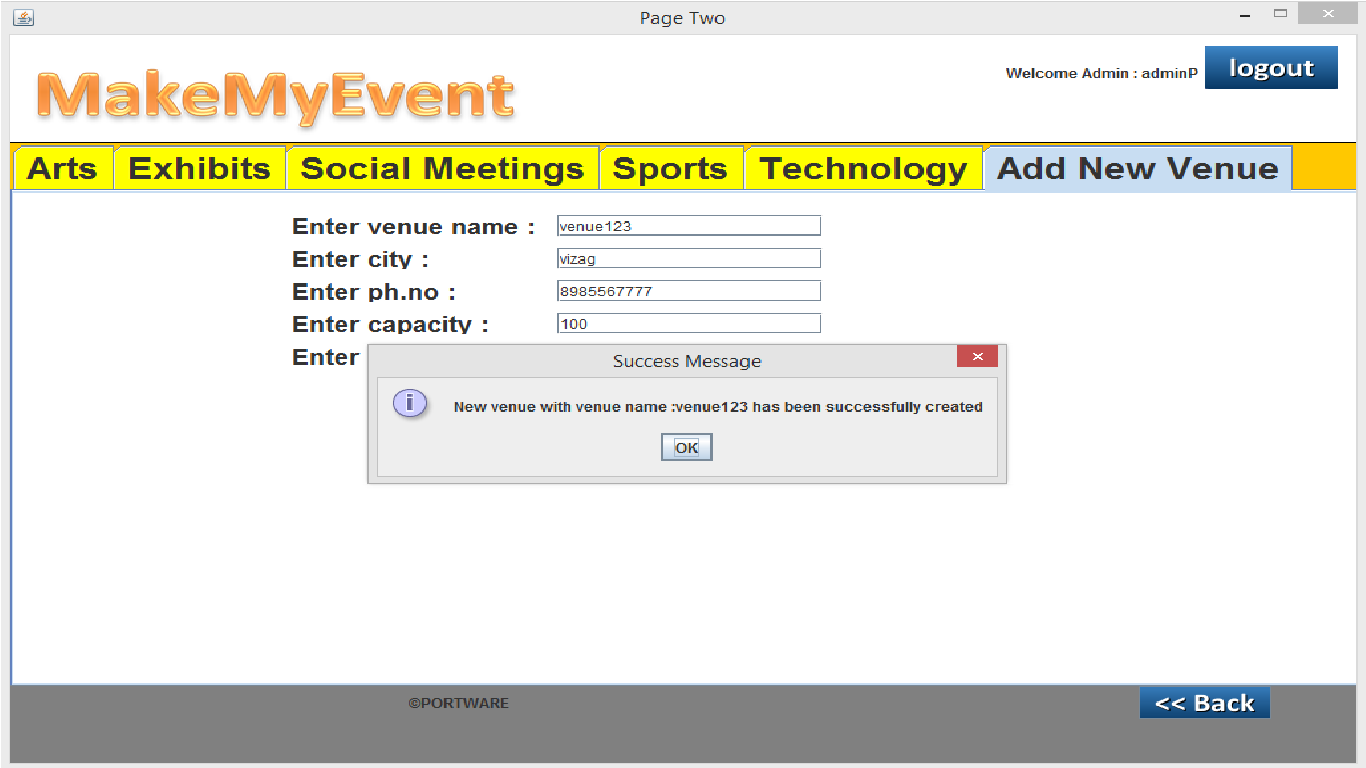 Page Two
MakeMyEvent
Welcome Admin : adminP
logout
Arts Exhibits Social Meetings Sports Technology Add New Venue
Enter venue name : venue123
Enter city : vizag
Enter ph.no : 8985567777
Enter capacity : 100
Enter
Success Message
New venue with venue name :venue123 has been successfully created
OK
©PORTWARE
<< Back